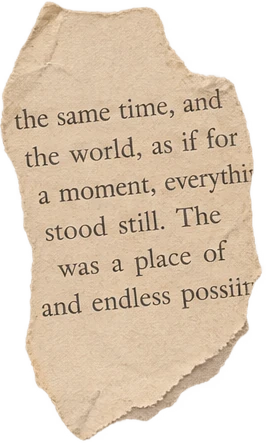 the same time, and
the world, as if for
a moment, everythi
stood still. The
was a place of
and endless possiir